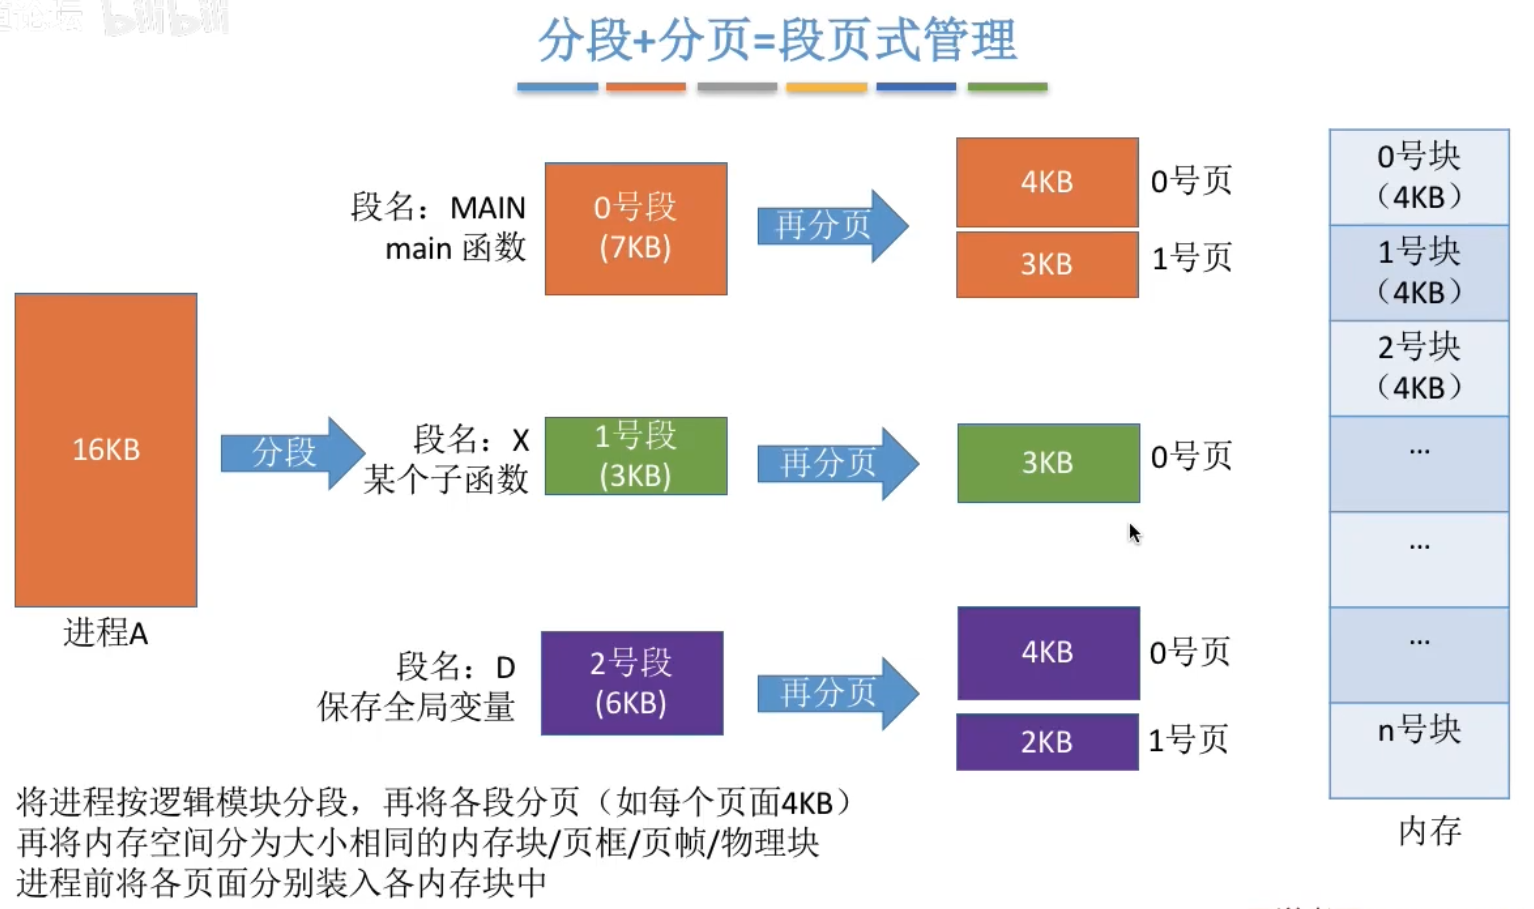 bilibili
分段+分页=段页式管理
段名：MAIN
main 函数
0号段
(7KB)
再分页
4KB
0号页
3KB
1号页
16KB
进程A
分段
段名：X
某个子函数
1号段
(3KB)
再分页
3KB
0号页
段名：D
保存全局变量
2号段
(6KB)
再分页
4KB
0号页
2KB
1号页
0号块
（4KB）
1号块
（4KB）
2号块
（4KB）
...
...
...
n号块
内存
将进程按逻辑模块分段，再将各段分页（如每个页面4KB）
再将内存空间分为大小相同的内存块/页框/页帧/物理块
进程前将各页面分别装入各内存块中